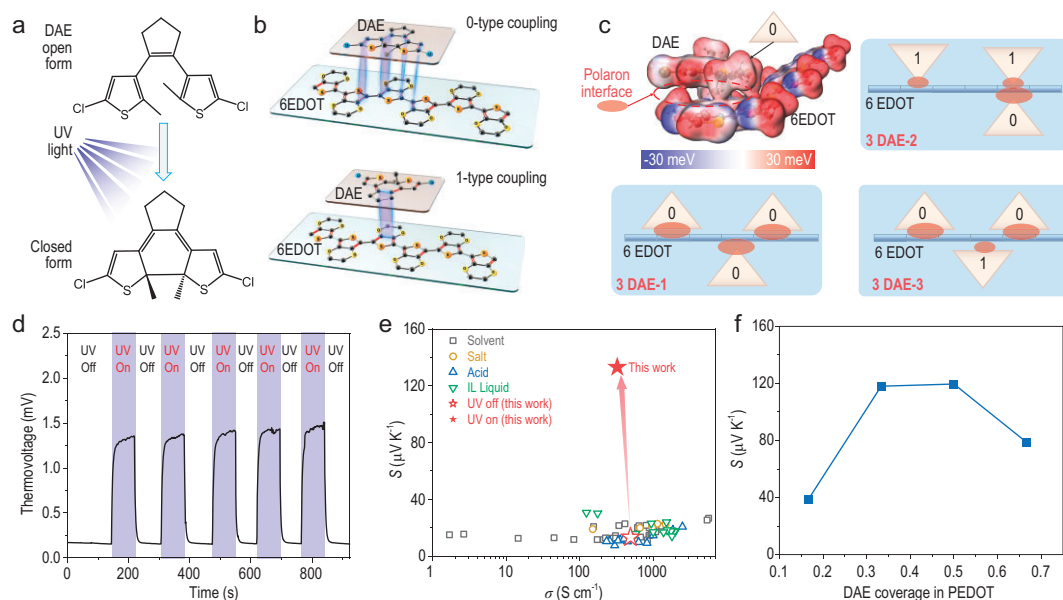 a
DAE
open
form
Cl
S
S
Cl
UV
light
Closed
form
Cl
S
S
Cl
b
DAE
0-type coupling
6EDOT
DAE
1-type coupling
6EDOT
c
DAE
0
Polaron
interface
6EDOT
-30 meV
30 meV
1
1
6 EDOT
0
3 DAE-2
0
0
6 EDOT
0
3 DAE-1
0
0
6 EDOT
1
3 DAE-3
d
Thermovoltage (mV)
2.5
2.0
1.5
1.0
0.5
0.0
UV UV UV UV UV UV UV UV UV UV UV
Off On Off On Off On Off On Off On Off
0 200 400 600 800
Time (s)
e
S (μV K⁻¹)
160
120
80
40
0
Solvent
Salt
Acid
IL Liquid
UV off (this work)
UV on (this work)
This work
1 10 100 1000
σ (S cm⁻¹)
f
S (μV K⁻¹)
160
120
80
40
0
0.1 0.2 0.3 0.4 0.5 0.6 0.7
DAE coverage in PEDOT